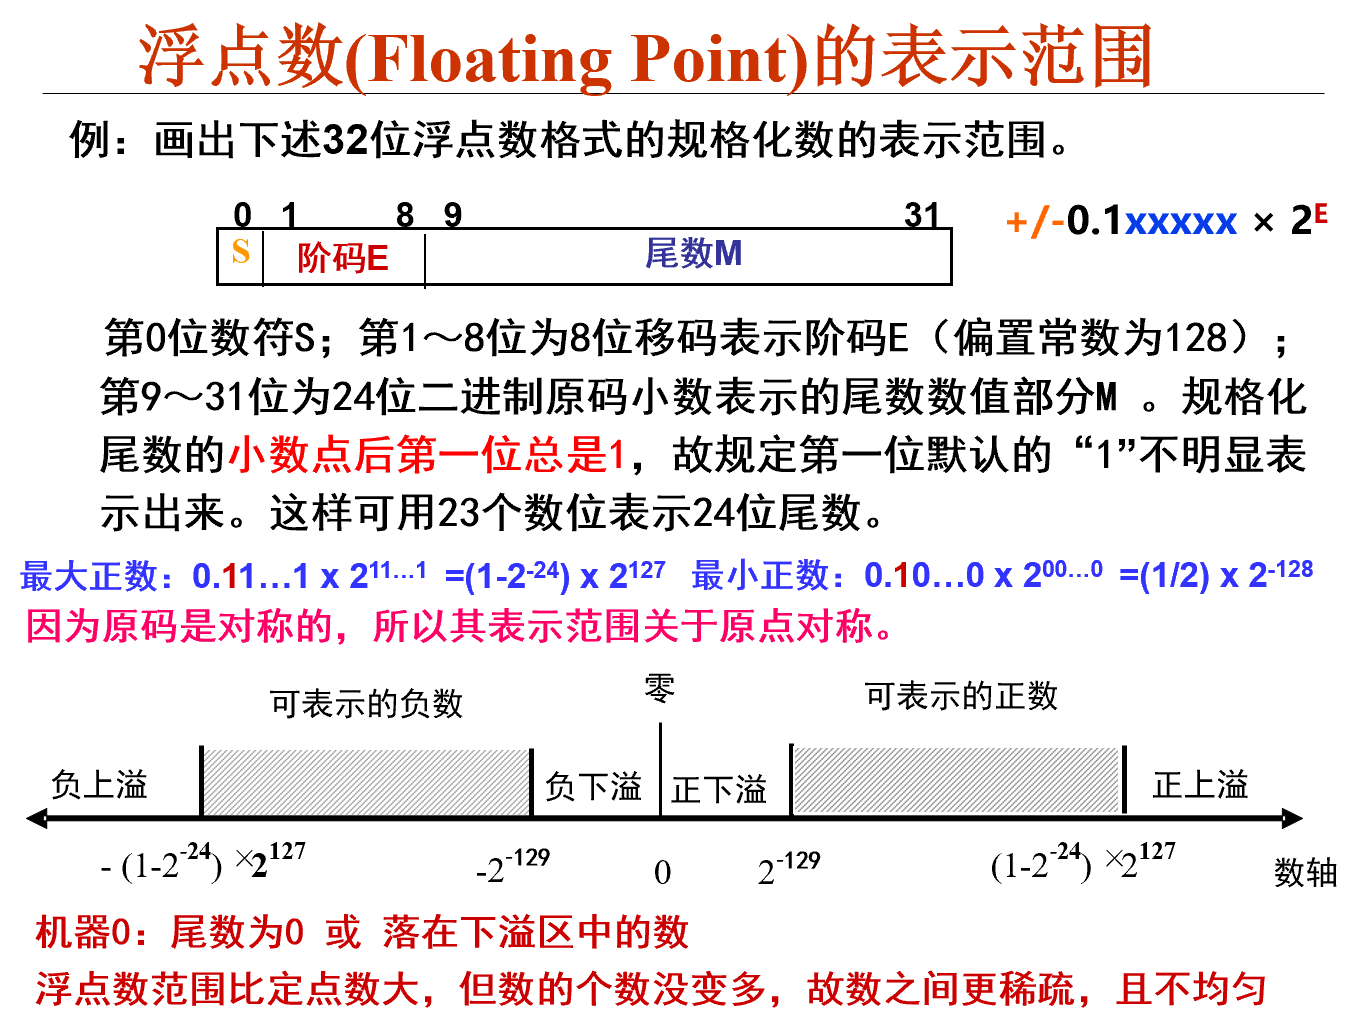 浮点数(Floating Point)的表示范围
例：画出下述32位浮点数格式的规格化数的表示范围。
0 1 8 9 31
S 阶码E 尾数M
+/-0.1xxxxx × 2E
第0位数符S；第1～8位为8位移码表示阶码E（偏置常数为128）；
第9～31位为24位二进制原码小数表示的尾数数值部分M 。规格化
尾数的小数点后第一位总是1，故规定第一位默认的“1”不明显表
示出来。这样可用23个数位表示24位尾数。
最大正数：0.11…1 x 211…1 =(1-2-24) x 2127 最小正数：0.10…0 x 200…0 =(1/2) x 2-128
因为原码是对称的，所以其表示范围关于原点对称。
可表示的负数 零 可表示的正数
负上溢 负下溢 正下溢 正上溢
- (1-2-24) ×2127 -2-129 0 2-129 (1-2-24) ×2127 数轴
机器0：尾数为0 或 落在下溢区中的数
浮点数范围比定点数大，但数的个数没变多，故数之间更稀疏，且不均匀